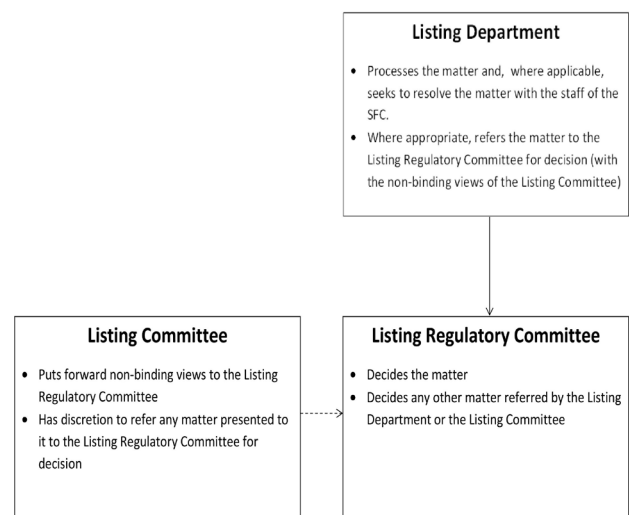 Listing Department
• Processes the matter and, where applicable,
seeks to resolve the matter with the staff of the
SFC.
• Where appropriate, refers the matter to the
Listing Regulatory Committee for decision (with
the non-binding views of the Listing Committee)
Listing Committee
• Puts forward non-binding views to the Listing
Regulatory Committee
• Has discretion to refer any matter presented to
it to the Listing Regulatory Committee for
decision
Listing Regulatory Committee
• Decides the matter
• Decides any other matter referred by the Listing
Department or the Listing Committee